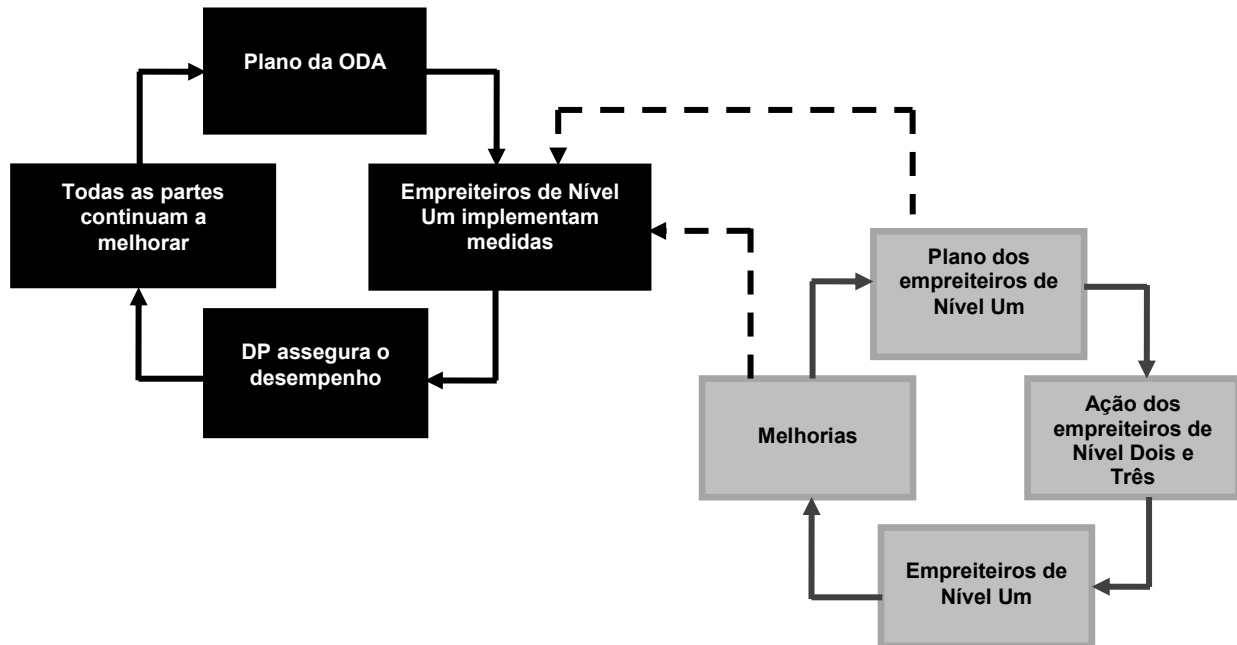 Plano da ODA
Todas as partes
continuam a
melhorar
Empreiteiros de Nível
Um implementam
medidas
DP assegura o
desempenho
Plano dos
empreiteiros de
Nível Um
Melhorias
Ação dos
empreiteiros de
Nível Dois e
Três
Empreiteiros de
Nível Um